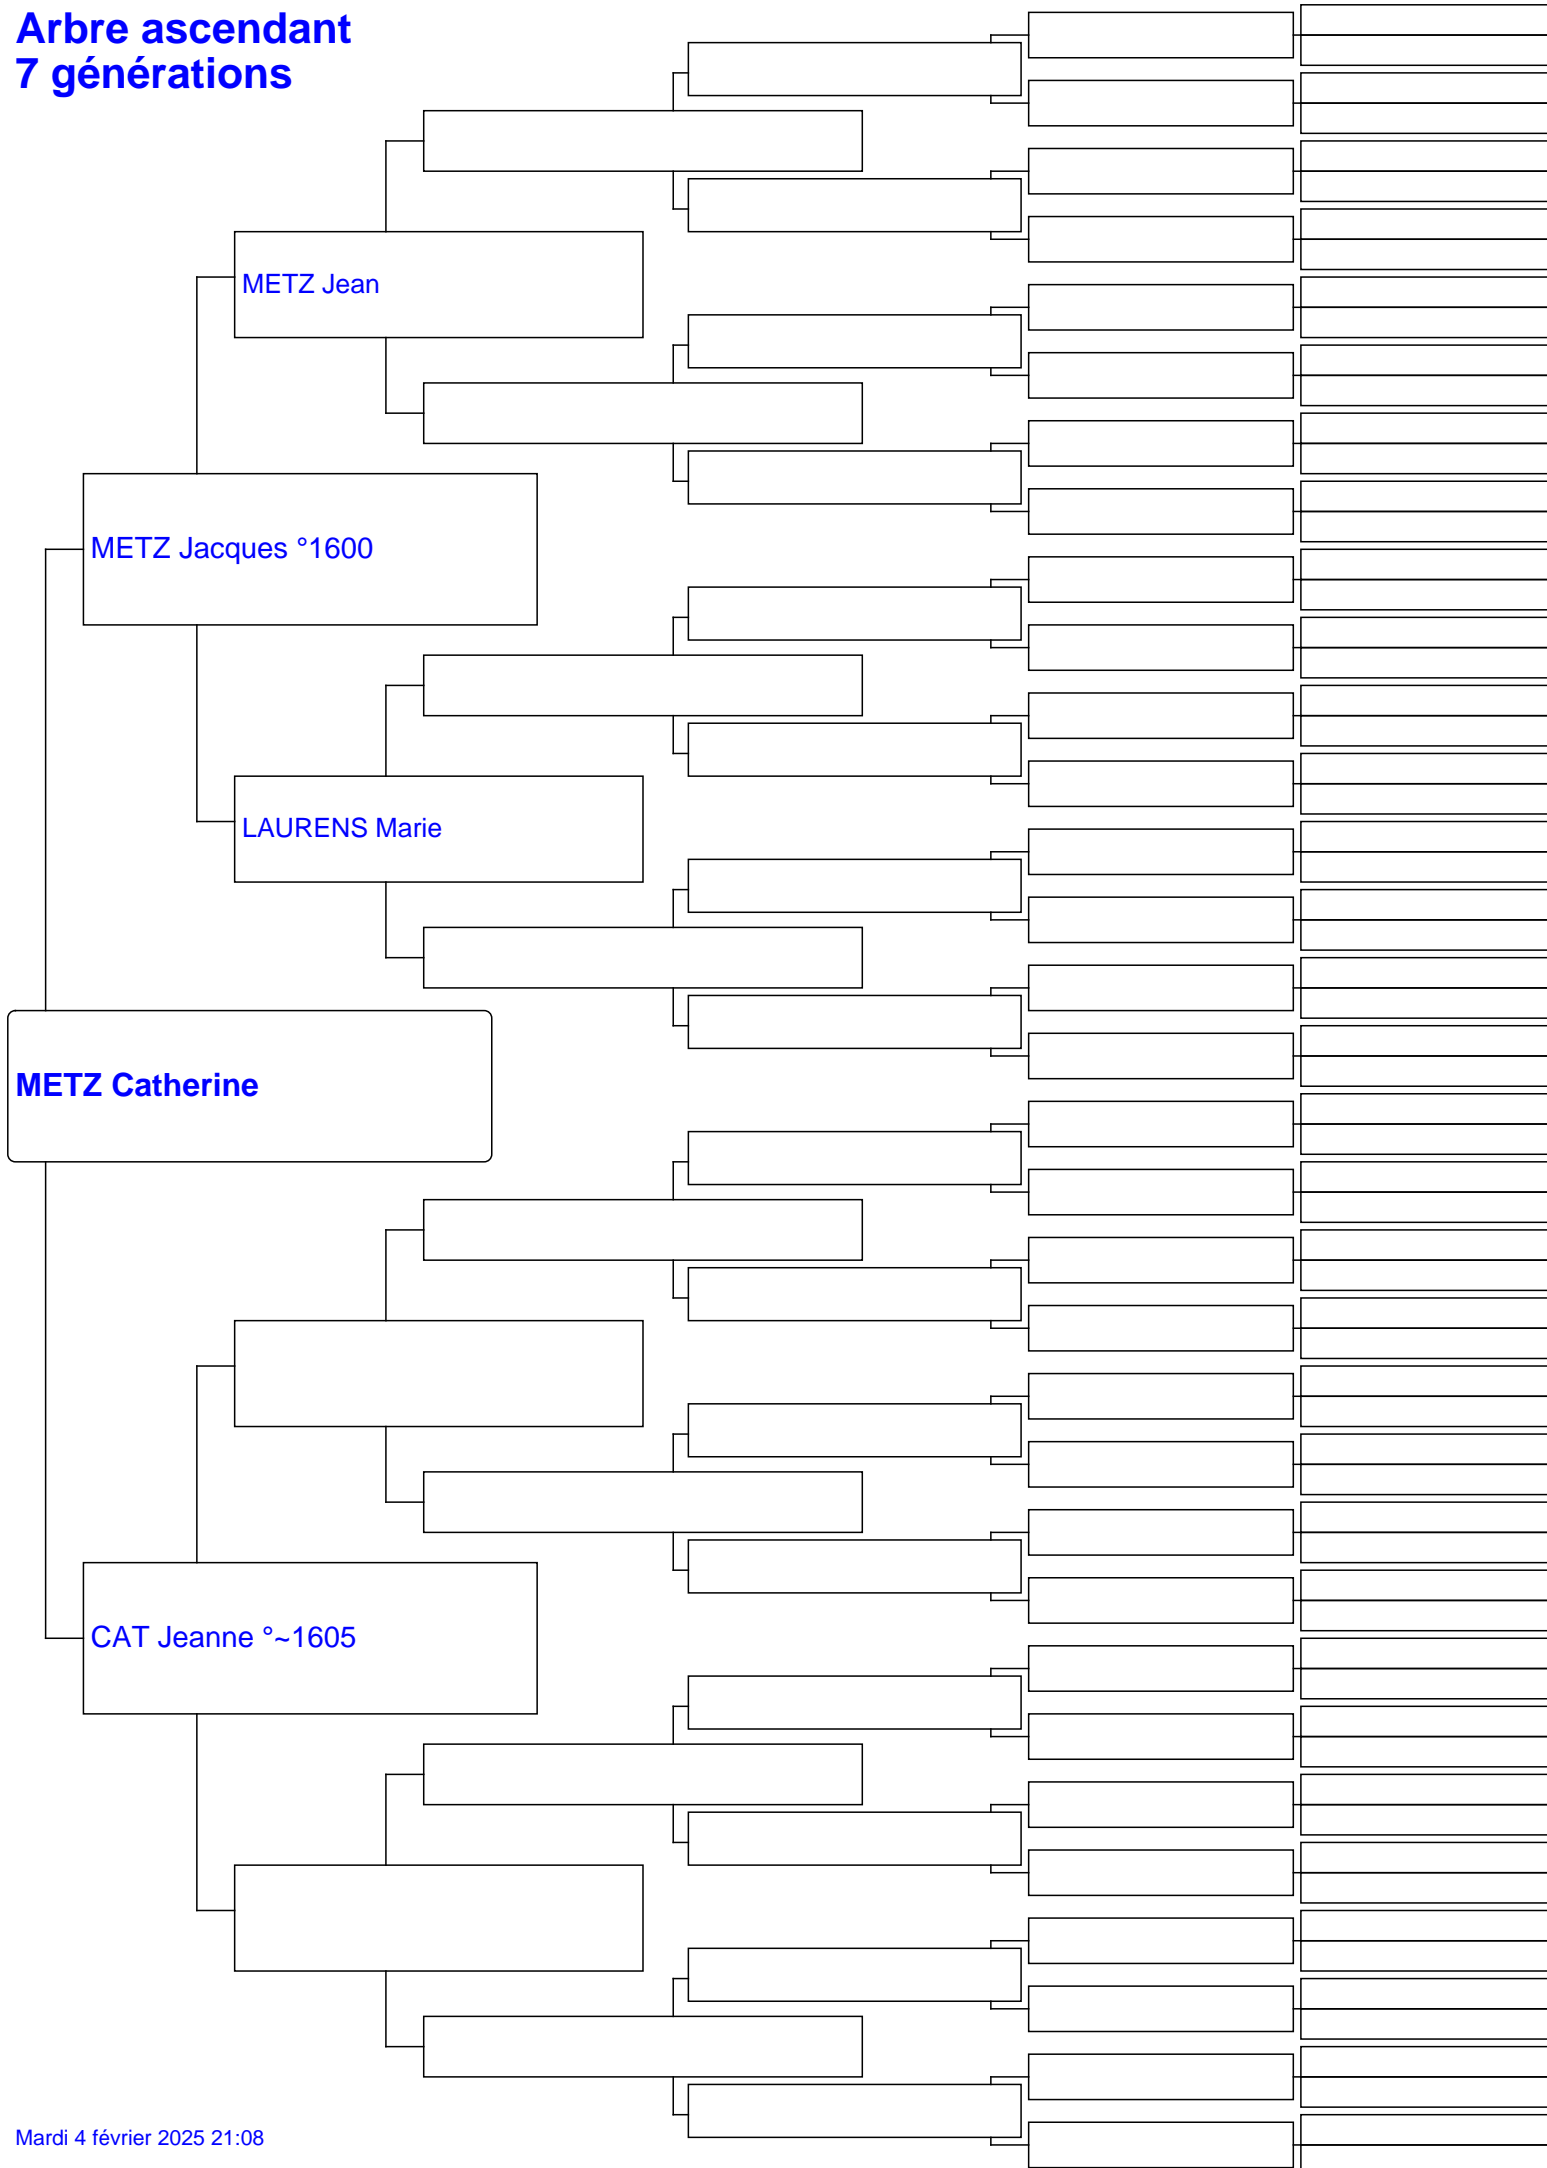 Arbre ascendant
7 générations
METZ Jean
METZ Jacques °1600
LAURENS Marie
METZ Catherine
CAT Jeanne °~1605
Mardi 4 février 2025 21:08